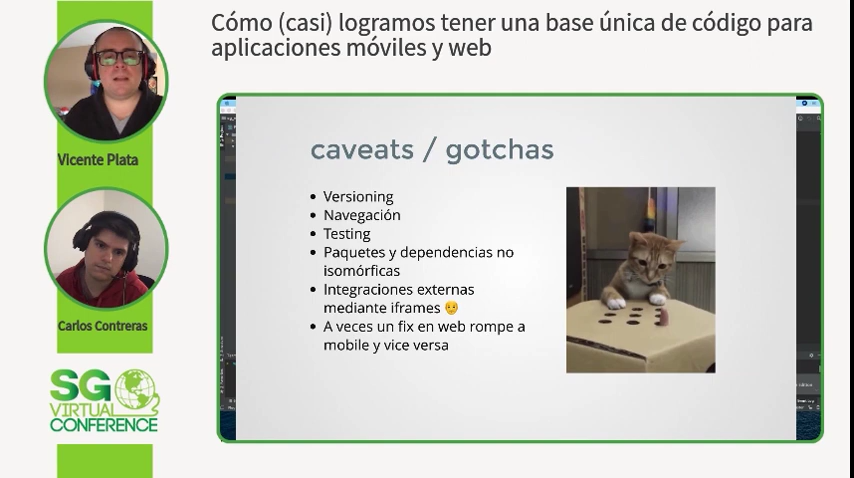 Cómo (casi) logramos tener una base única de código para
aplicaciones móviles y web
Vicente Plata
Carlos Contreras
SG
VIRTUAL
CONFERENCE
caveats / gotchas
• Versioning
• Navegación
• Testing
• Paquetes y dependencias no
isomórficas
• Integraciones externas
mediante iframes
• A veces un fix en web rompe a
mobile y vice versa